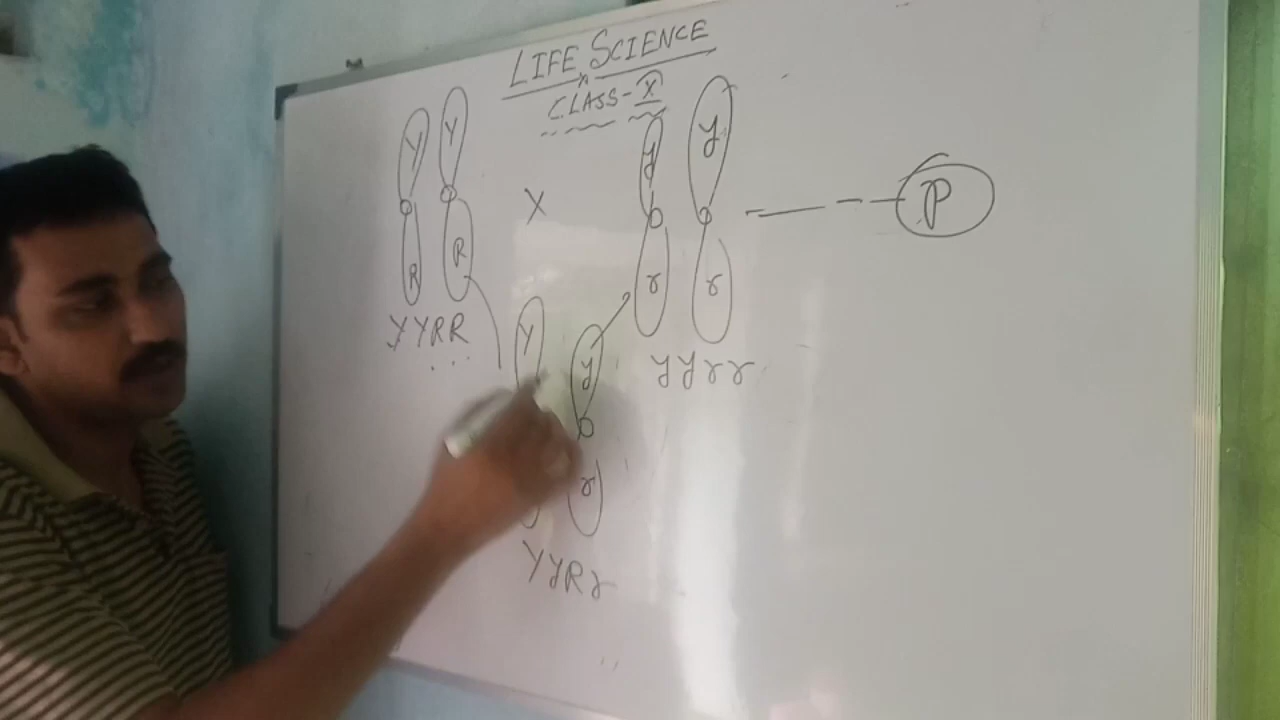 LIFE SCIENCE
CLASS-X
Y Y y y
X
P
R R r r
YYRR
yyrr
Y y
r
YyRr